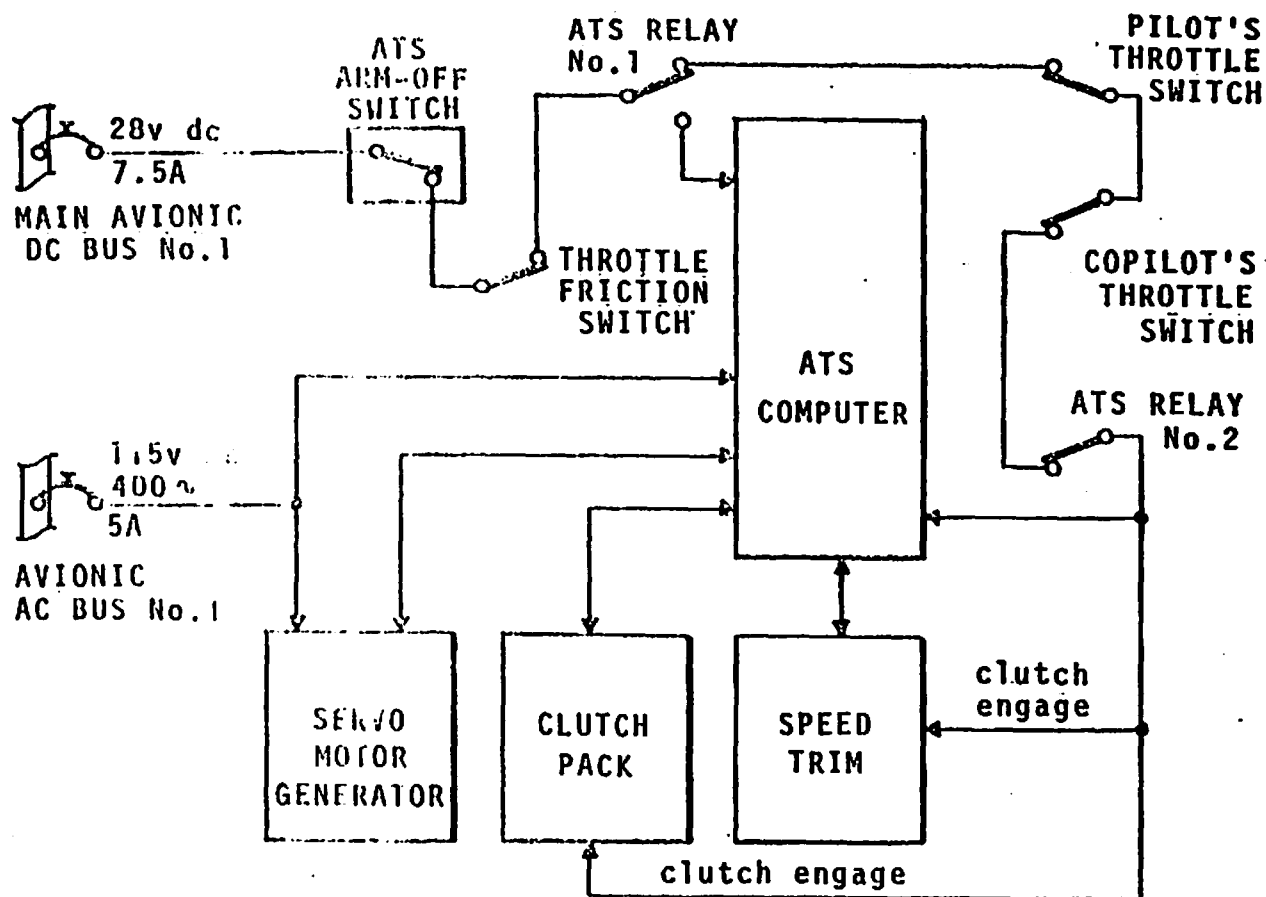 ATS
ARM-OFF
SWITCH
ATS RELAY
No.1
PILOT'S
THROTTLE
SWITCH
28v dc
7.5A
MAIN AVIONIC
DC BUS No.1
THROTTLE
FRICTION
SWITCH
COPILOT'S
THROTTLE
SWITCH
ATS
COMPUTER
ATS RELAY
No.2
400~
5A
AVIONIC
AC BUS No.1
SERVO
MOTOR
GENERATOR
CLUTCH
PACK
SPEED
TRIM
clutch
engage
clutch engage